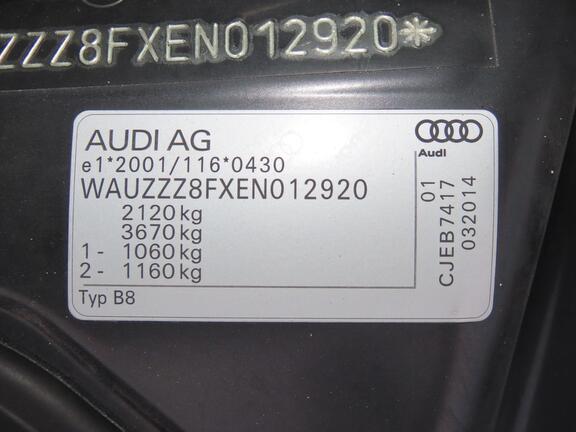 ZZZ8FXEN012920*
AUDI AG
e1*2001/116*0430
WAUZZZ8FXEN012920
2120 kg
3670 kg
1 - 1060 kg
2 - 1160 kg
Typ B8
Audi
01
CJEB7417
032014